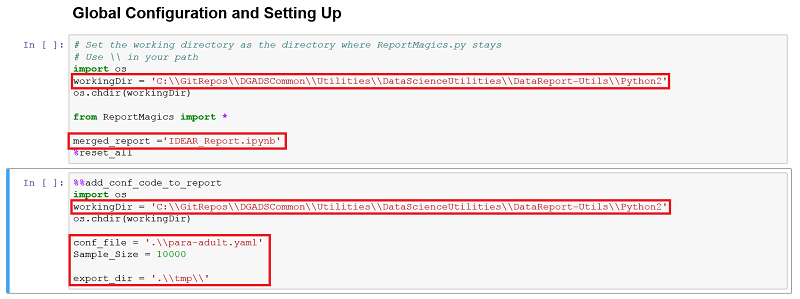 Global Configuration and Setting Up
In [ ]: # Set the working directory as the directory where ReportMagics.py stays
# Use \\ in your path
import os
workingDir = 'C:\\GitRepos\\DGADSCommon\\Utilities\\DataScienceUtilities\\DataReport-Utils\\Python2'
os.chdir(workingDir)
from ReportMagics import *
merged_report ='IDEAR_Report.ipynb'
%reset_all
In [ ]: %%add_conf_code_to_report
import os
workingDir = 'C:\\GitRepos\\DGADSCommon\\Utilities\\DataScienceUtilities\\DataReport-Utils\\Python2'
os.chdir(workingDir)
conf_file = '.\\para-adult.yaml'
Sample_Size = 10000
export_dir = '.\\tmp\\'